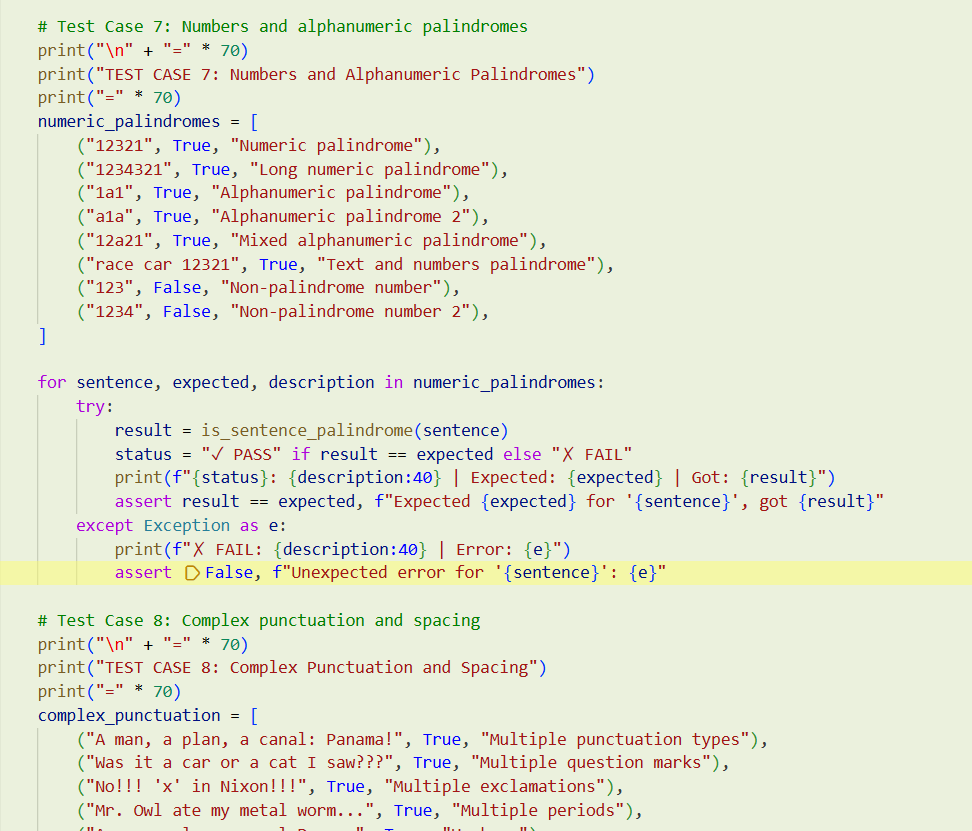 # Test Case 7: Numbers and alphanumeric palindromes
print("\n" + "=" * 70)
print("TEST CASE 7: Numbers and Alphanumeric Palindromes")
print("=" * 70)
numeric_palindromes = [
    ("12321", True, "Numeric palindrome"),
    ("1234321", True, "Long numeric palindrome"),
    ("1a1", True, "Alphanumeric palindrome"),
    ("a1a", True, "Alphanumeric palindrome 2"),
    ("12a21", True, "Mixed alphanumeric palindrome"),
    ("race car 12321", True, "Text and numbers palindrome"),
    ("123", False, "Non-palindrome number"),
    ("1234", False, "Non-palindrome number 2"),
]
for sentence, expected, description in numeric_palindromes:
    try:
        result = is_sentence_palindrome(sentence)
        status = "✓ PASS" if result == expected else "✗ FAIL"
        print(f"{status}: {description:40} | Expected: {expected} | Got: {result}")
        assert result == expected, f"Expected {expected} for '{sentence}', got {result}"
    except Exception as e:
        print(f"✗ FAIL: {description:40} | Error: {e}")
        assert False, f"Unexpected error for '{sentence}': {e}"
# Test Case 8: Complex punctuation and spacing
print("\n" + "=" * 70)
print("TEST CASE 8: Complex Punctuation and Spacing")
print("=" * 70)
complex_punctuation = [
    ("A man, a plan, a canal: Panama!", True, "Multiple punctuation types"),
    ("Was it a car or a cat I saw???", True, "Multiple question marks"),
    ("No!!! 'x' in Nixon!!!", True, "Multiple exclamations"),
    ("Mr. Owl ate my metal worm...", True, "Multiple periods"),